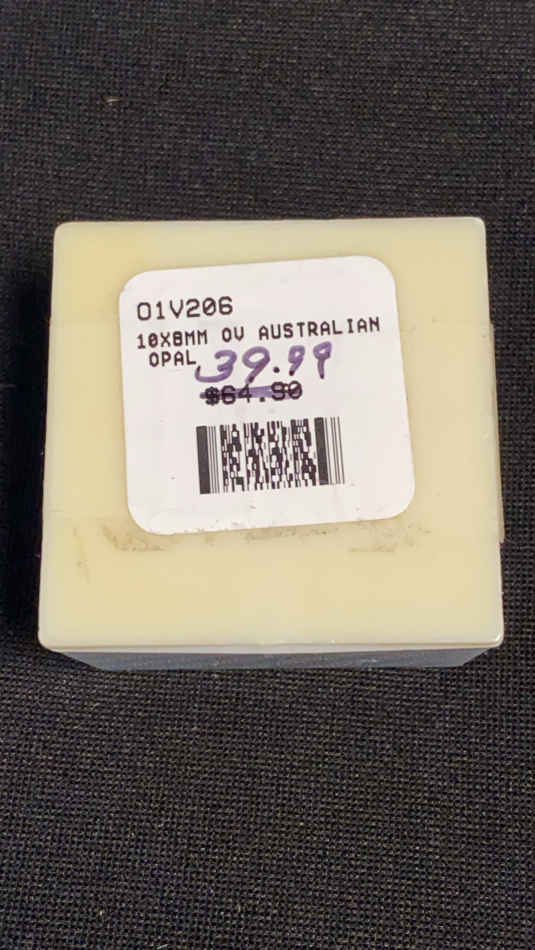 01V206
10X8MM OV AUSTRALIAN
OPAL 39.99
$64.90